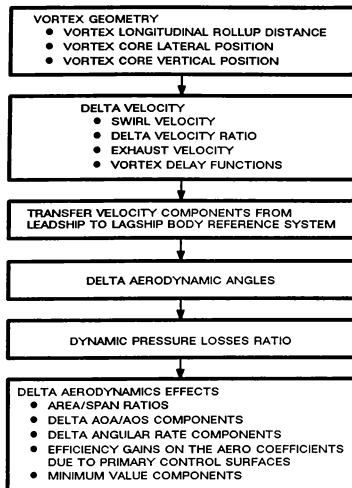 VORTEX GEOMETRY
● VORTEX LONGITUDINAL ROLLUP DISTANCE
● VORTEX CORE LATERAL POSITION
● VORTEX CORE VERTICAL POSITION
DELTA VELOCITY
● SWIRL VELOCITY
● DELTA VELOCITY RATIO
● EXHAUST VELOCITY
● VORTEX DELAY FUNCTIONS
TRANSFER VELOCITY COMPONENTS FROM
LEADSHIP TO LAGSHIP BODY REFERENCE SYSTEM
DELTA AERODYNAMIC ANGLES
DYNAMIC PRESSURE LOSSES RATIO
DELTA AERODYNAMICS EFFECTS
● AREA/SPAN RATIOS
● DELTA AOA/AOS COMPONENTS
● DELTA ANGULAR RATE COMPONENTS
● EFFICIENCY GAINS ON THE AERO COEFFICIENTS
DUE TO PRIMARY CONTROL SURFACES
● MINIMUM VALUE COMPONENTS